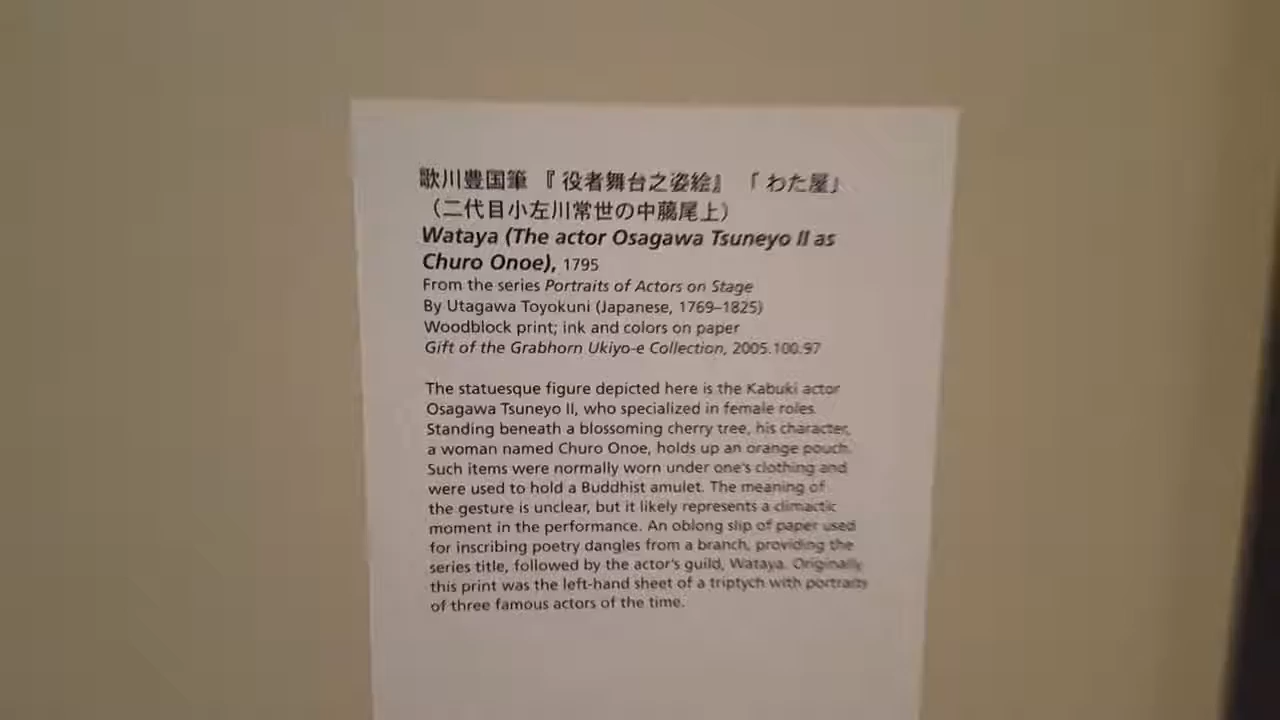 歌川豊国筆 『役者舞台之姿絵』 「わた屋」
（二代目小左川常世の中臈尾上）
Wataya (The actor Osagawa Tsuneyo II as
Churo Onoe), 1795
From the series Portraits of Actors on Stage
By Utagawa Toyokuni (Japanese, 1769–1825)
Woodblock print; ink and colors on paper
Gift of the Grabhorn Ukiyo-e Collection, 2005.100.97
The statuesque figure depicted here is the Kabuki actor
Osagawa Tsuneyo II, who specialized in female roles.
Standing beneath a blossoming cherry tree, his character,
a woman named Churo Onoe, holds up an orange pouch.
Such items were normally worn under one's clothing and
were used to hold a Buddhist amulet. The meaning of
the gesture is unclear, but it likely represents a climactic
moment in the performance. An oblong slip of paper used
for inscribing poetry dangles from a branch, providing the
series title, followed by the actor's guild, Wataya. Originally
this print was the left-hand sheet of a triptych with portraits
of three famous actors of the time.